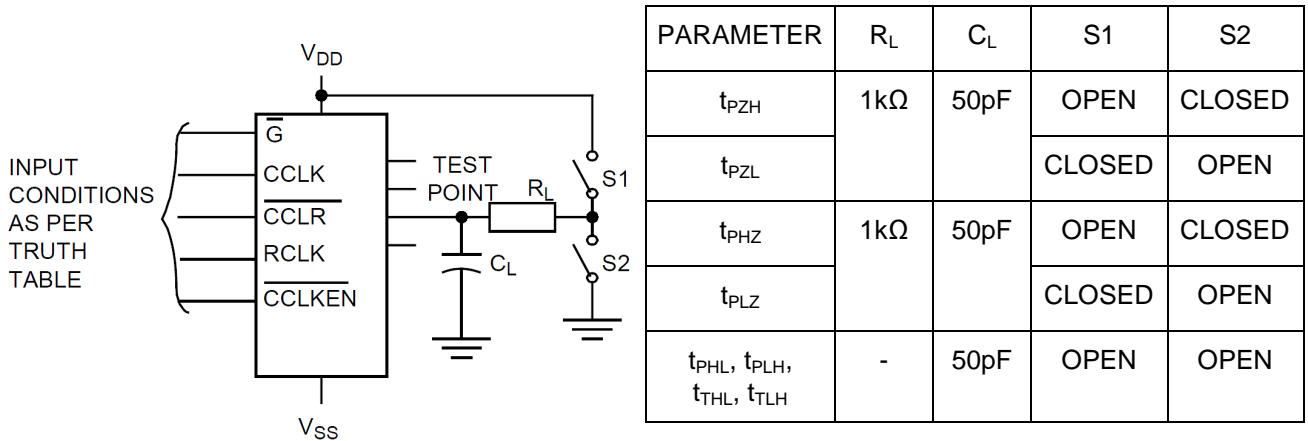 V_DD
INPUT
CONDITIONS
AS PER
TRUTH
TABLE
G̅
CCLK
C̅C̅L̅R̅
RCLK
C̅C̅L̅K̅E̅N̅
TEST
POINT
R_L
C_L
S1
S2
V_SS
PARAMETER R_L C_L S1 S2
t_PZH 1kΩ 50pF OPEN CLOSED
t_PZL CLOSED OPEN
t_PHZ 1kΩ 50pF OPEN CLOSED
t_PLZ CLOSED OPEN
t_PHL, t_PLH, - 50pF OPEN OPEN
t_THL, t_TLH